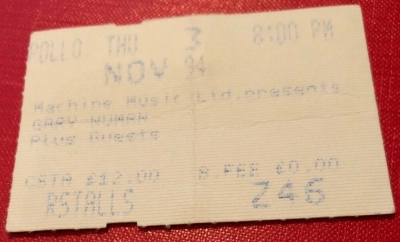 POLLO THU 3 8:00 PM
NOV 94
Machine Music Ltd.presents
GARY NUMAN
Plus Guests
£12.00 B.FEE £0.00
RSTALLS Z46